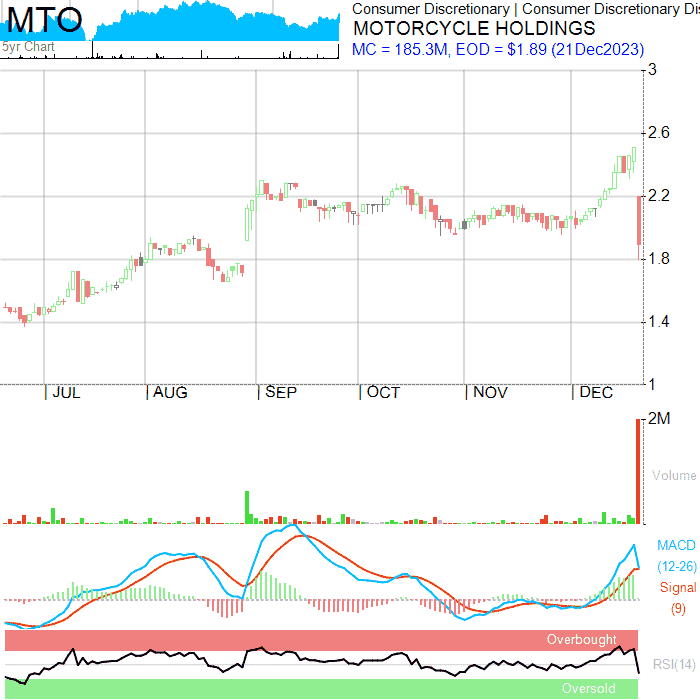 MTO
Consumer Discretionary | Consumer Discretionary Dis
MOTORCYCLE HOLDINGS
5yr Chart
MC = 185.3M, EOD = $1.89 (21Dec2023)
3
2.6
2.2
1.8
1.4
1
| JUL | AUG | SEP | OCT | NOV | DEC
2M
Volume
MACD
(12-26)
Signal
(9)
Overbought
RSI(14)
Oversold